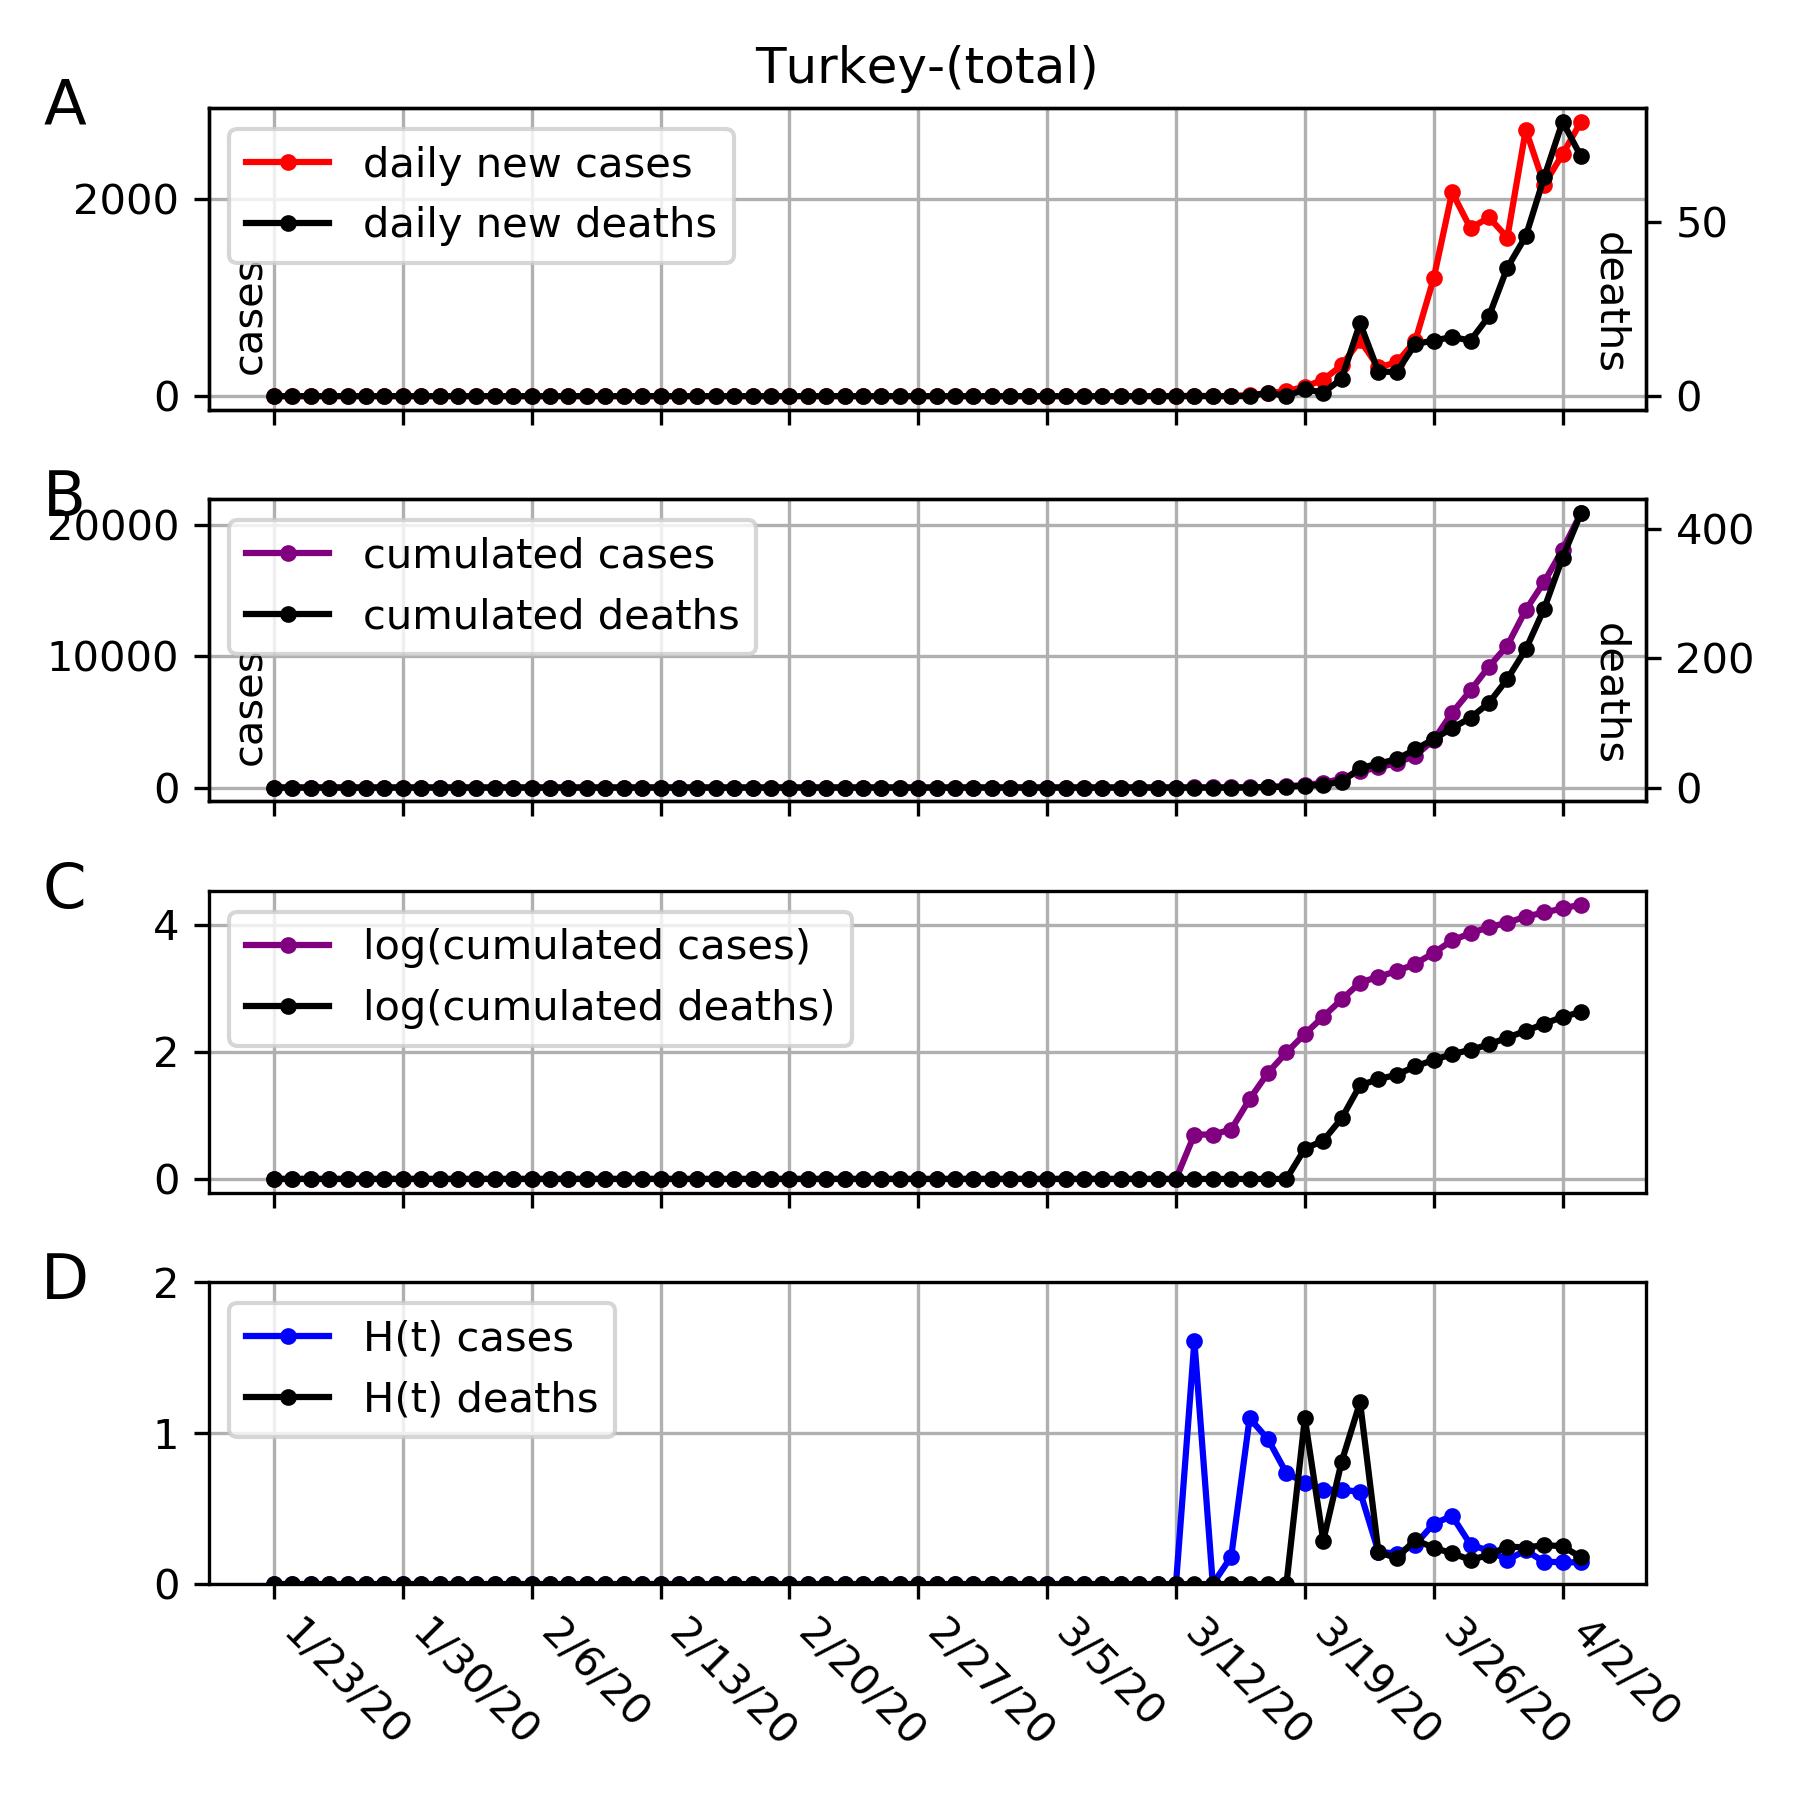 Turkey-(total)
A
daily new cases
daily new deaths
2000
0
cases
50
0
deaths
B
cumulated cases
cumulated deaths
20000
10000
0
cases
400
200
0
deaths
C
log(cumulated cases)
log(cumulated deaths)
4
2
0
D
H(t) cases
H(t) deaths
2
1
0
1/23/20
1/30/20
2/6/20
2/13/20
2/20/20
2/27/20
3/5/20
3/12/20
3/19/20
3/26/20
4/2/20